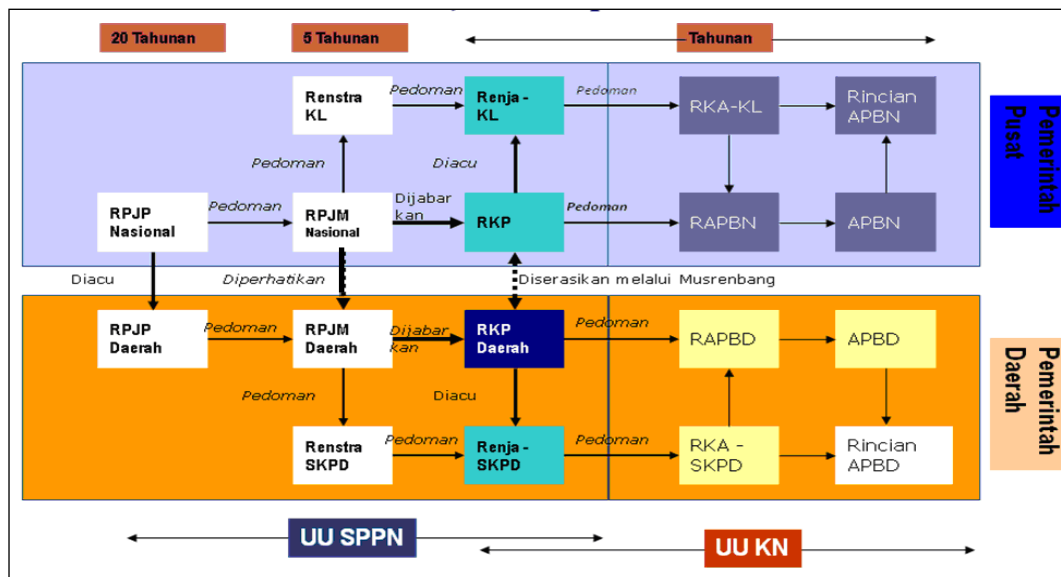 20 Tahunan
5 Tahunan
Tahunan
Renstra
KL
Pedoman
Renja -
KL
Pedoman
RKA-KL
Rincian
APBN
Pemerintah
Pusat
Pedoman
Diacu
RPJP
Nasional
Pedoman
RPJM
Nasional
Dijabar
kan
RKP
Pedoman
RAPBN
APBN
Diacu
Diperhatikan
Diserasikan melalui Musrenbang
RPJP
Daerah
Pedoman
RPJM
Daerah
Dijabar
kan
RKP
Daerah
Pedoman
RAPBD
APBD
Pemerintah
Daerah
Pedoman
Diacu
Renstra
SKPD
Pedoman
Renja -
SKPD
Pedoman
RKA -
SKPD
Rincian
APBD
UU SPPN
UU KN